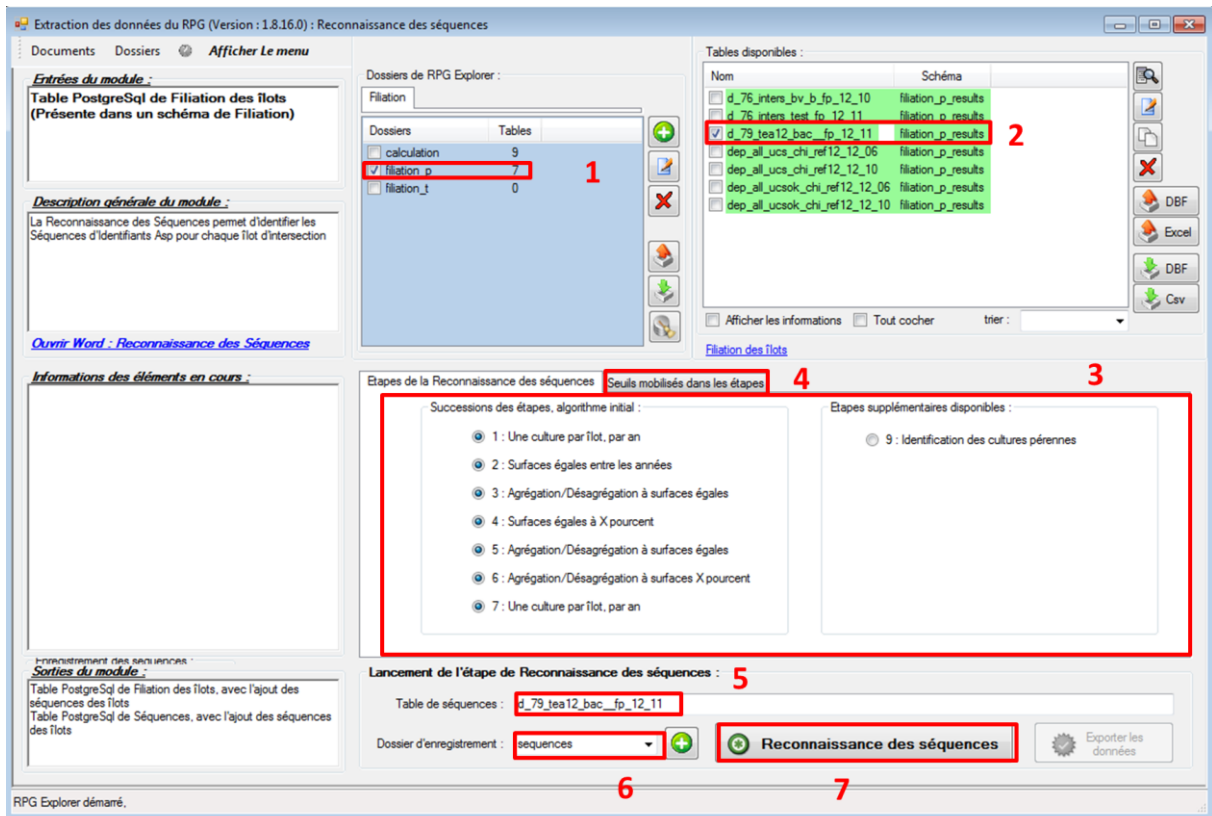 Extraction des données du RPG (Version : 1.8.16.0) : Reconnaissance des séquences
Documents Dossiers Afficher Le menu
Entrées du module :
Table PostgreSql de Filiation des îlots
(Présente dans un schéma de Filiation)
Description générale du module :
La Reconnaissance des Séquences permet d'identifier les
Séquences d'Identifiants Asp pour chaque îlot d'intersection
Ouvrir Word : Reconnaissance des Séquences
Dossiers de RPG Explorer :
Filiation
Dossiers Tables
calculation 9
filiation_p 7
filiation_t 0
1
Tables disponibles :
Nom Schéma
d_76_inters_bv_b_fp_12_10 filiation_p_results
d_76_inters_test_fp_12_11 filiation_p_results
d_79_tea12_bac__fp_12_11 filiation_p_results
dep_all_ucs_chi_ref12_12_06 filiation_p_results
dep_all_ucs_chi_ref12_12_10 filiation_p_results
dep_all_ucsok_chi_ref12_12_06 filiation_p_results
dep_all_ucsok_chi_ref12_12_10 filiation_p_results
2
DBF
Excel
DBF
Csv
Afficher les informations Tout cocher trier :
Filiation des îlots
Informations des éléments en cours :
Etapes de la Reconnaissance des séquences Seuils mobilisés dans les étapes 4 3
Successions des étapes, algorithme initial :
1 : Une culture par îlot, par an
2 : Surfaces égales entre les années
3 : Agrégation/Désagrégation à surfaces égales
4 : Surfaces égales à X pourcent
5 : Agrégation/Désagrégation à surfaces égales
6 : Agrégation/Désagrégation à surfaces X pourcent
7 : Une culture par îlot, par an
Etapes supplémentaires disponibles :
9 : Identification des cultures pérennes
Enregistrement des séquences :
Sorties du module :
Table PostgreSql de Filiation des îlots, avec l'ajout des
séquences des îlots
Table PostgreSql de Séquences, avec l'ajout des séquences
des îlots
Lancement de l'étape de Reconnaissance des séquences :
5
Table de séquences : d_79_tea12_bac__fp_12_11
Dossier d'enregistrement : sequences
Reconnaissance des séquences
Exporter les
données
6 7
RPG Explorer démarré,